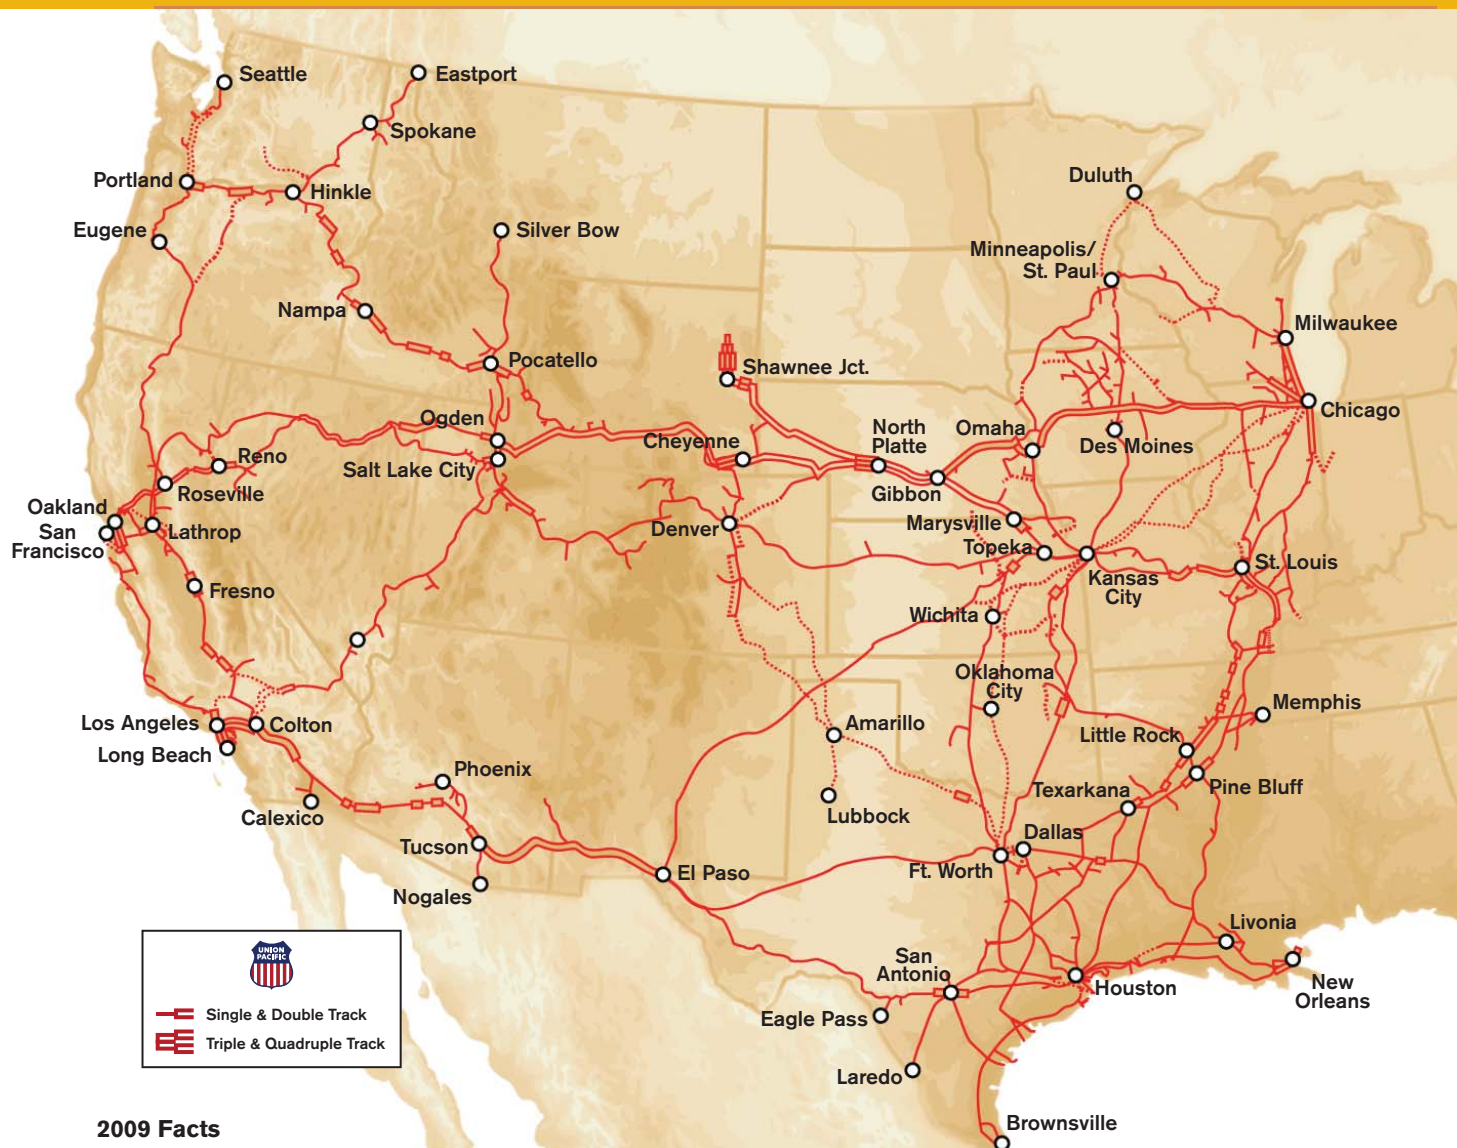 Seattle
Eastport
Spokane
Portland
Hinkle
Duluth
Eugene
Silver Bow
Minneapolis/
St. Paul
Nampa
Milwaukee
Pocatello
Shawnee Jct.
Chicago
Ogden
North
Platte
Omaha
Cheyenne
Des Moines
Reno
Salt Lake City
Roseville
Gibbon
Oakland
San
Francisco
Lathrop
Denver
Marysville
Topeka
St. Louis
Kansas
City
Fresno
Wichita
Oklahoma
City
Memphis
Los Angeles
Colton
Amarillo
Little Rock
Long Beach
Phoenix
Texarkana
Pine Bluff
Calexico
Lubbock
Tucson
Dallas
El Paso
Ft. Worth
Nogales
Livonia
UNION
PACIFIC
San
Antonio
Houston
New
Orleans
Single & Double Track
Eagle Pass
Triple & Quadruple Track
Laredo
Brownsville
2009 Facts